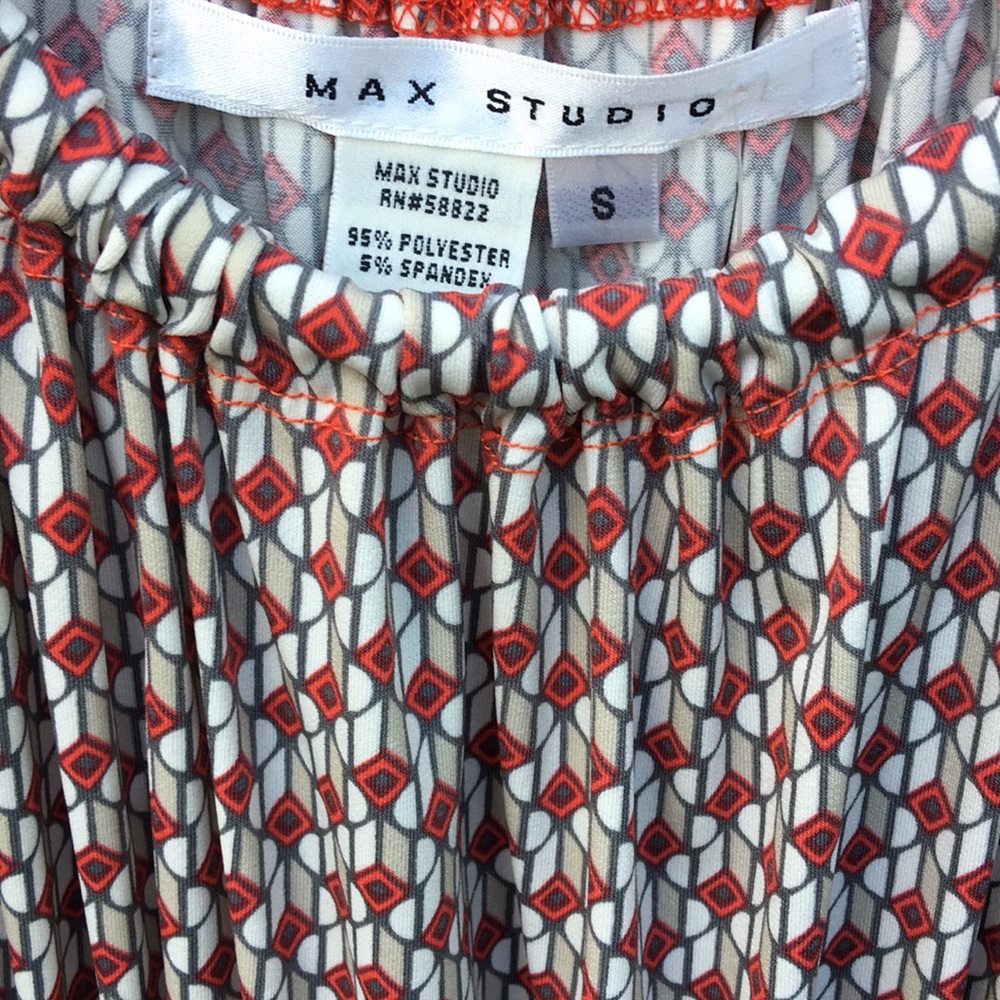 MAX STUDIO
MAX STUDIO
RN#58822
S
95% POLYESTER
5% SPANDEX